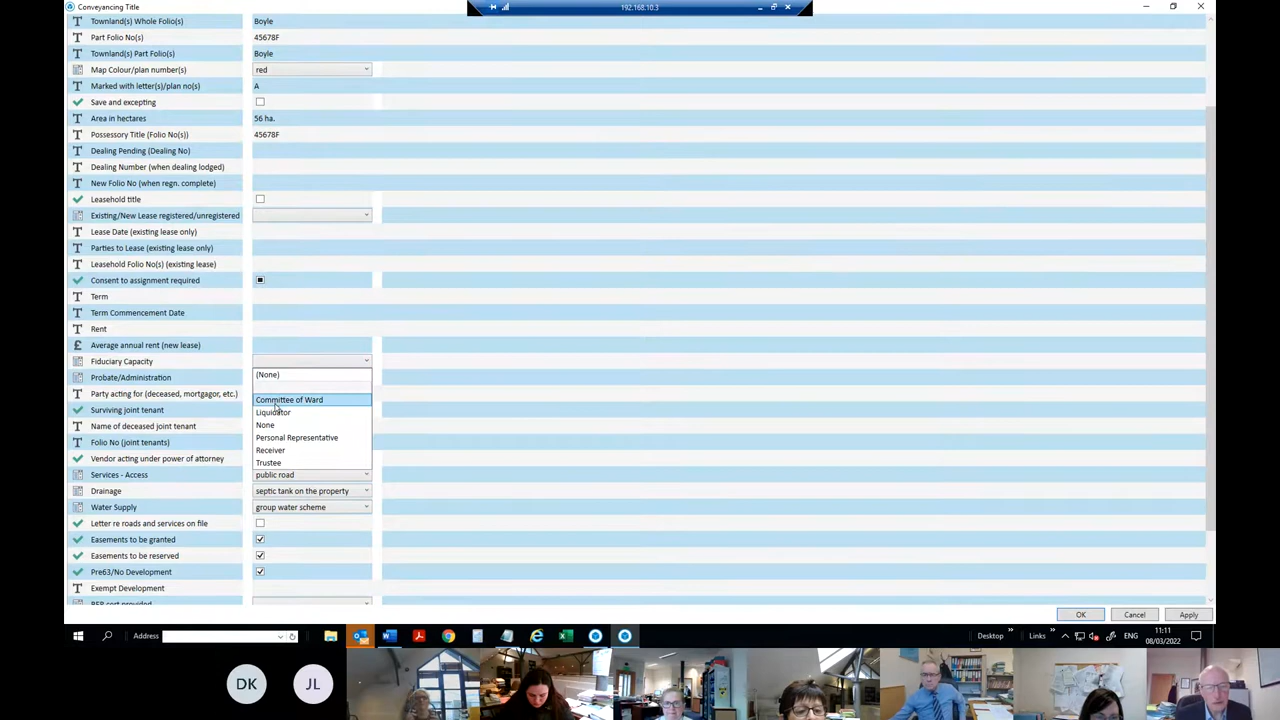 Conveyancing Title
192.168.10.3
Townland(s) Whole Folio(s) Boyle
Part Folio No(s) 45678F
Townland(s) Part Folio(s) Boyle
Map Colour/plan number(s) red
Marked with letter(s)/plan no(s) A
Save and excepting
Area in hectares 56 ha.
Possessory Title (Folio No(s)) 45678F
Dealing Pending (Dealing No)
Dealing Number (when dealing lodged)
New Folio No (when regn. complete)
Leasehold title
Existing/New Lease registered/unregistered
Lease Date (existing lease only)
Parties to Lease (existing lease only)
Leasehold Folio No(s) (existing lease)
Consent to assignment required
Term
Term Commencement Date
Rent
£ Average annual rent (new lease)
Fiduciary Capacity
(None)
Probate/Administration
Party acting for (deceased, mortgagor, etc.)
Committee of Ward
Surviving joint tenant
Liquidator
Name of deceased joint tenant
None
Folio No (joint tenants)
Personal Representative
Receiver
Vendor acting under power of attorney
Trustee
Services - Access public road
Drainage septic tank on the property
Water Supply group water scheme
Letter re roads and services on file
Easements to be granted
Easements to be reserved
Pre63/No Development
Exempt Development
BER cert provided
OK Cancel Apply
Address
Desktop
Links
ENG
11:11
08/03/2022
DK
JL